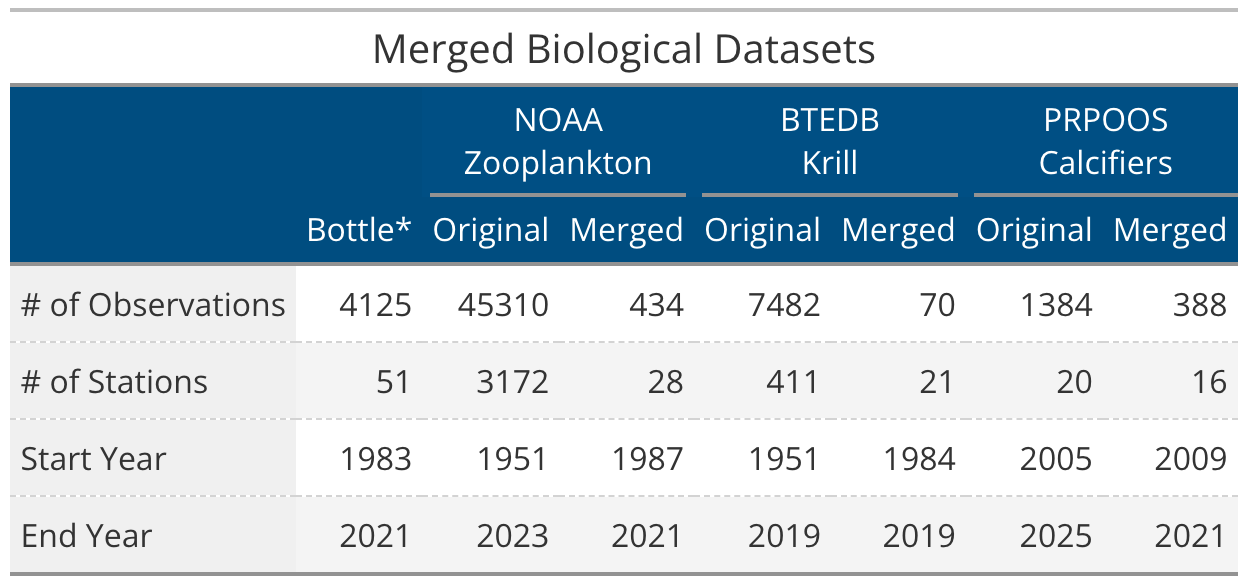 Merged Biological Datasets
NOAA BTEDB PRPOOS
Zooplankton Krill Calcifiers
Bottle* Original Merged Original Merged Original Merged
# of Observations 4125 45310 434 7482 70 1384 388
# of Stations 51 3172 28 411 21 20 16
Start Year 1983 1951 1987 1951 1984 2005 2009
End Year 2021 2023 2021 2019 2019 2025 2021